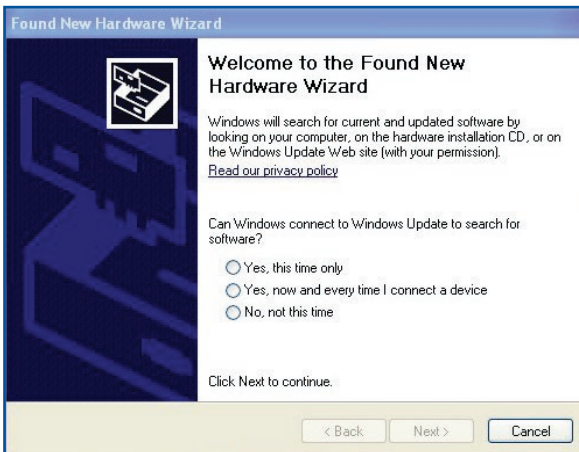 Found New Hardware Wizard
Welcome to the Found New
Hardware Wizard
Windows will search for current and updated software by
looking on your computer, on the hardware installation CD, or on
the Windows Update Web site (with your permission).
Read our privacy policy
Can Windows connect to Windows Update to search for
software?
Yes, this time only
Yes, now and every time I connect a device
No, not this time
Click Next to continue.
< Back Next > Cancel